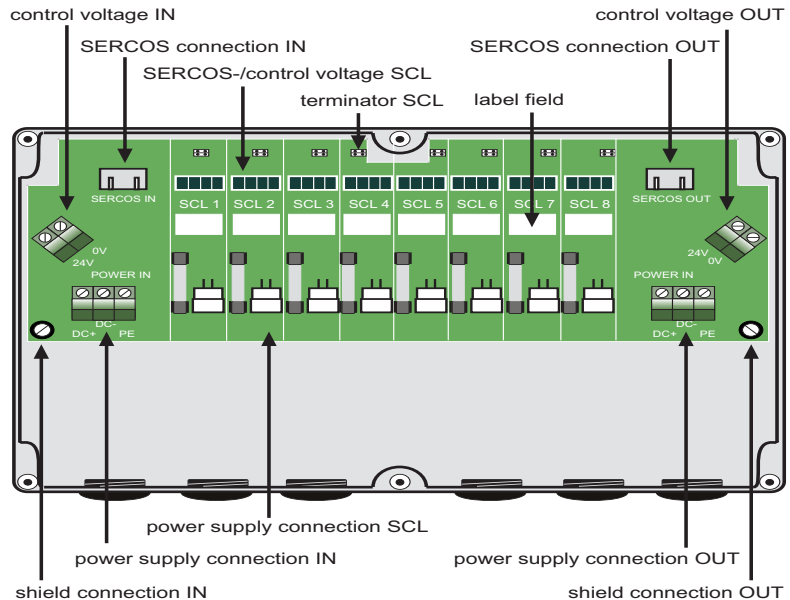 control voltage IN
control voltage OUT
SERCOS connection IN
SERCOS connection OUT
SERCOS-/control voltage SCL
terminator SCL
label field
SERCOS IN
SCL 1
SCL 2
SCL 3
SCL 4
SCL 5
SCL 6
SCL 7
SCL 8
SERCOS OUT
0V
24V
24V
0V
POWER IN
POWER IN
DC-
DC+ PE
DC-
DC+ PE
power supply connection SCL
power supply connection IN
power supply connection OUT
shield connection IN
shield connection OUT